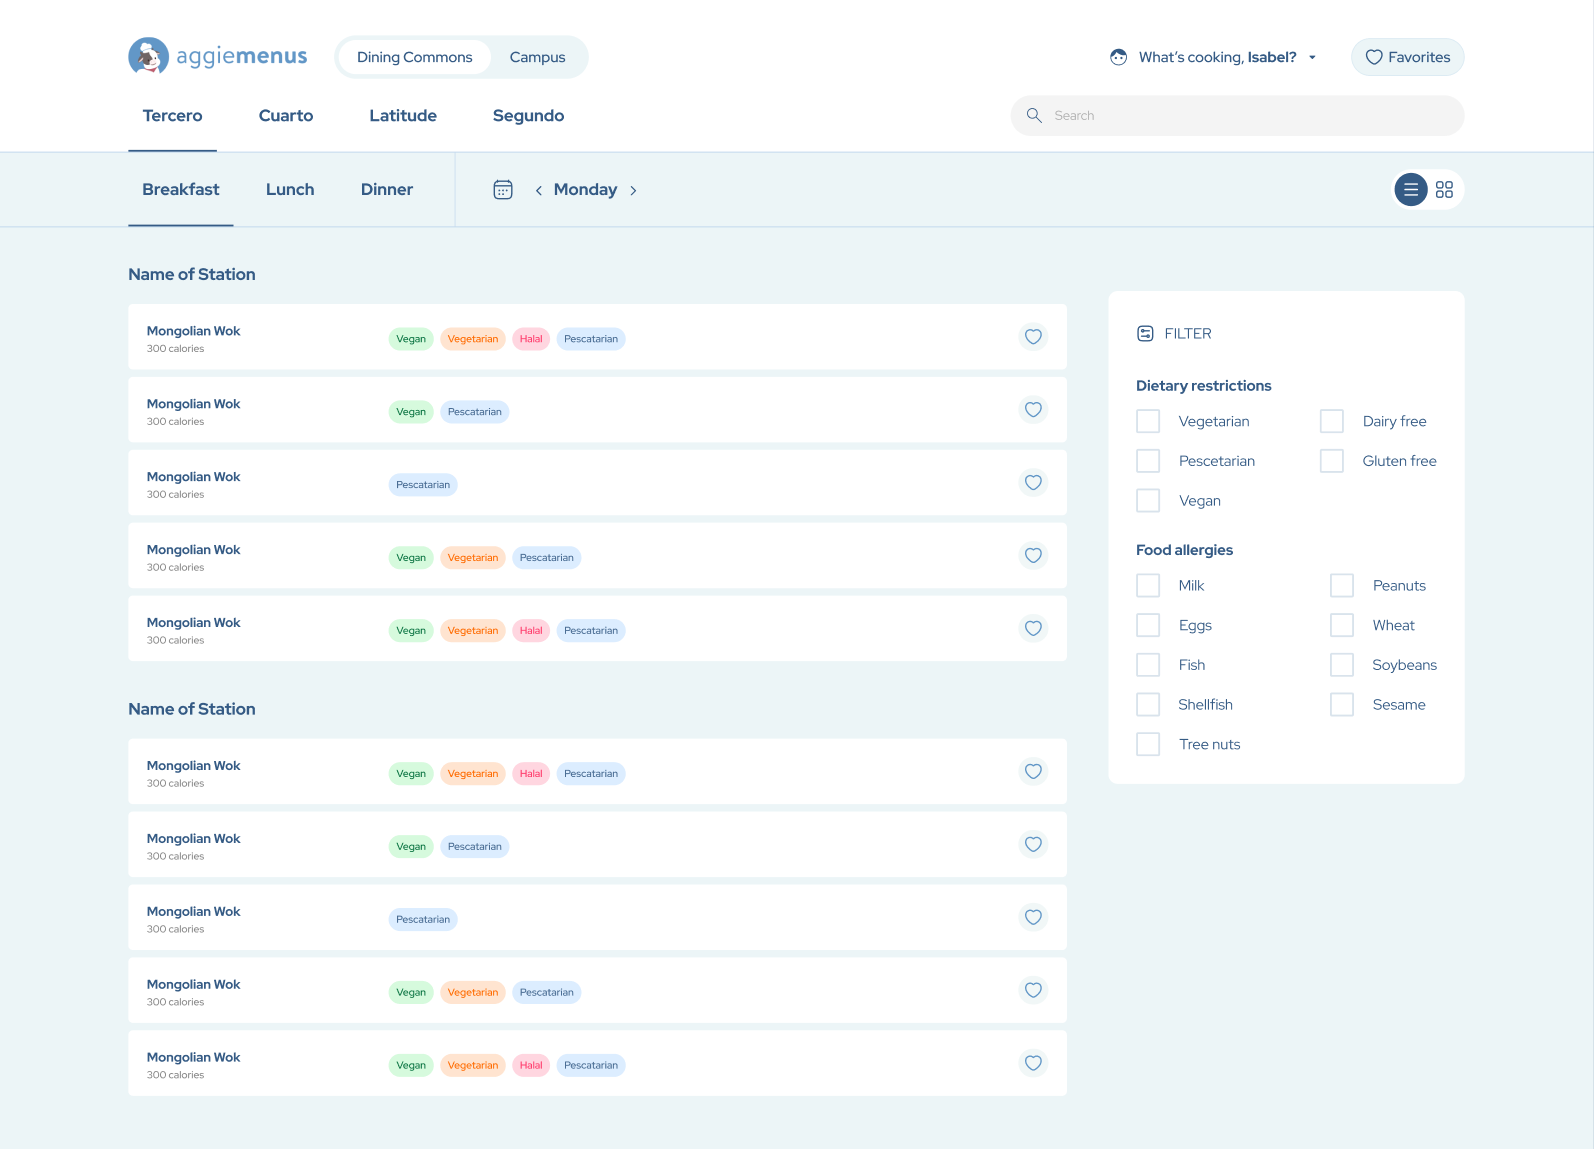 aggiemenus
Dining Commons Campus
What's cooking, Isabel?
Favorites
Tercero Cuarto Latitude Segundo
Search
Breakfast Lunch Dinner
Monday
Name of Station
Mongolian Wok
300 calories
Vegan Vegetarian Halal Pescatarian
Mongolian Wok
300 calories
Vegan Pescatarian
Mongolian Wok
300 calories
Pescatarian
Mongolian Wok
300 calories
Vegan Vegetarian Pescatarian
Mongolian Wok
300 calories
Vegan Vegetarian Halal Pescatarian
Name of Station
Mongolian Wok
300 calories
Vegan Vegetarian Halal Pescatarian
Mongolian Wok
300 calories
Vegan Pescatarian
Mongolian Wok
300 calories
Pescatarian
Mongolian Wok
300 calories
Vegan Vegetarian Pescatarian
Mongolian Wok
300 calories
Vegan Vegetarian Halal Pescatarian
FILTER
Dietary restrictions
Vegetarian Dairy free
Pescetarian Gluten free
Vegan
Food allergies
Milk Peanuts
Eggs Wheat
Fish Soybeans
Shellfish Sesame
Tree nuts